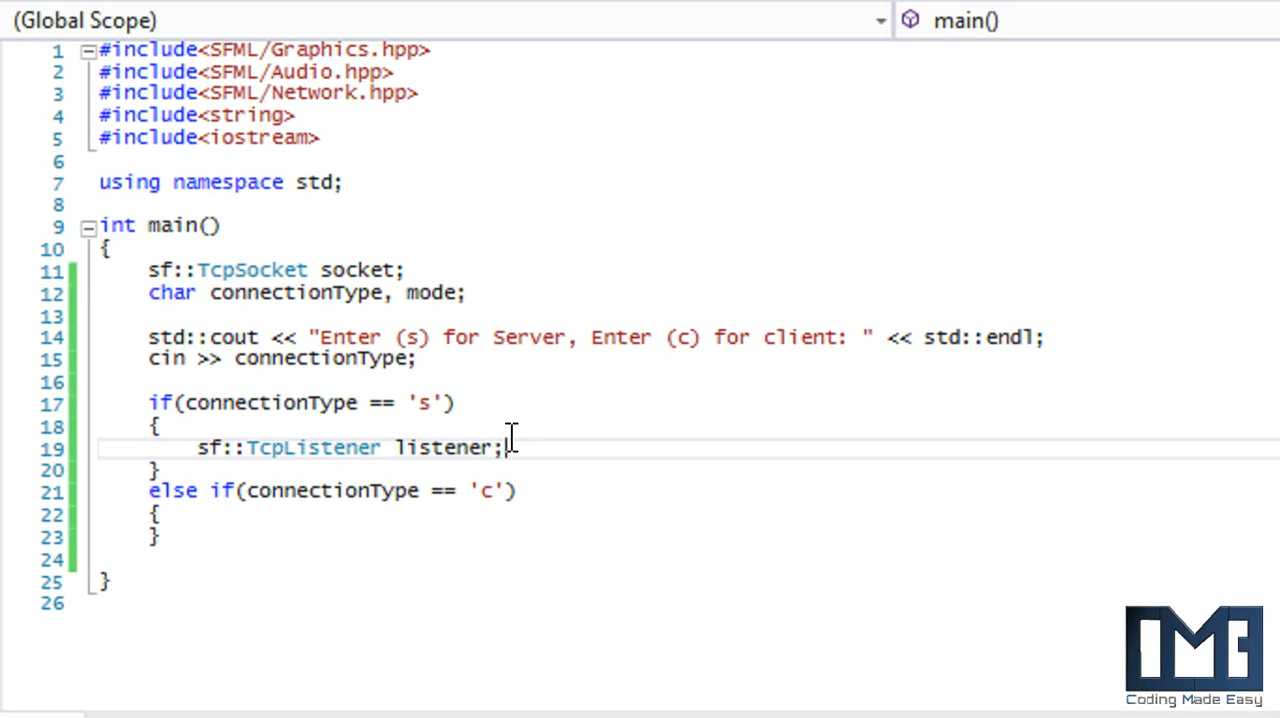 (Global Scope) main()
1 #include<SFML/Graphics.hpp>
2 #include<SFML/Audio.hpp>
3 #include<SFML/Network.hpp>
4 #include<string>
5 #include<iostream>
6
7 using namespace std;
8
9 int main()
10 {
11     sf::TcpSocket socket;
12     char connectionType, mode;
13
14     std::cout << "Enter (s) for Server, Enter (c) for client: " << std::endl;
15     cin >> connectionType;
16
17     if(connectionType == 's')
18     {
19         sf::TcpListener listener;
20     }
21     else if(connectionType == 'c')
22     {
23     }
24
25 }
26
CME
Coding Made Easy